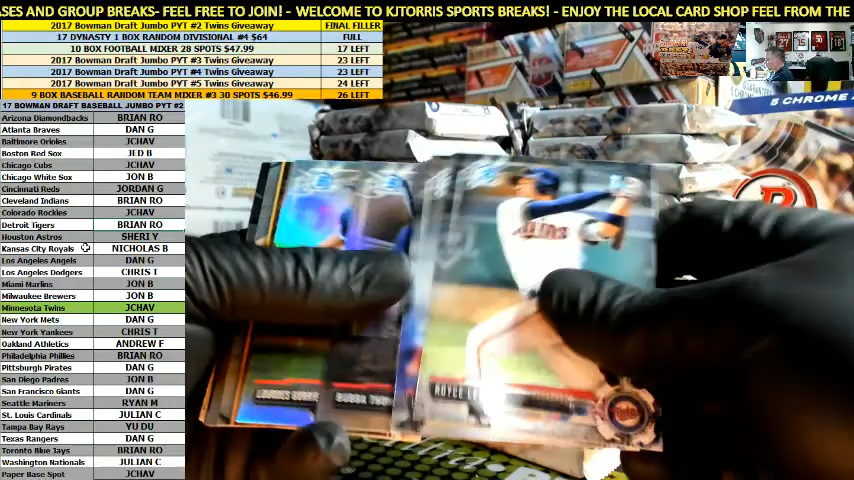 ASES AND GROUP BREAKS- FEEL FREE TO JOIN! - WELCOME TO KJTORRIS SPORTS BREAKS! - ENJOY THE LOCAL CARD SHOP FEEL FROM THE
2017 Bowman Draft Jumbo PYT #2 Twins Giveaway FINAL FILLER
17 DYNASTY 1 BOX RANDOM DIVISIONAL #4 $64 FULL
10 BOX FOOTBALL MIXER 28 SPOTS $47.99 17 LEFT
2017 Bowman Draft Jumbo PYT #3 Twins Giveaway 23 LEFT
2017 Bowman Draft Jumbo PYT #4 Twins Giveaway 23 LEFT
2017 Bowman Draft Jumbo PYT #5 Twins Giveaway 24 LEFT
9 BOX BASEBALL RANDOM TEAM MIXER #3 30 SPOTS $46.99 26 LEFT
17 BOWMAN DRAFT BASEBALL JUMBO PYT #2
Arizona Diamondbacks BRIAN RO
Atlanta Braves DAN G
Baltimore Orioles JCHAV
Boston Red Sox JED B
Chicago Cubs JCHAV
Chicago White Sox JON B
Cincinnati Reds JORDAN G
Cleveland Indians BRIAN RO
Colorado Rockies JCHAV
Detroit Tigers BRIAN RO
Houston Astros SHERI Y
Kansas City Royals NICHOLAS B
Los Angeles Angels DAN G
Los Angeles Dodgers CHRIS T
Miami Marlins JON B
Milwaukee Brewers JON B
Minnesota Twins JCHAV
New York Mets DAN G
New York Yankees CHRIS T
Oakland Athletics ANDREW F
Philadelphia Phillies BRIAN RO
Pittsburgh Pirates DAN G
San Diego Padres JON B
San Francisco Giants DAN G
Seattle Mariners RYAN M
St. Louis Cardinals JULIAN C
Tampa Bay Rays YU DU
Texas Rangers DAN G
Toronto Blue Jays BRIAN RO
Washington Nationals JULIAN C
Paper Base Spot JCHAV
5 CHROME A
LOURDES GURR
BUBBA THO
ROYCE LE